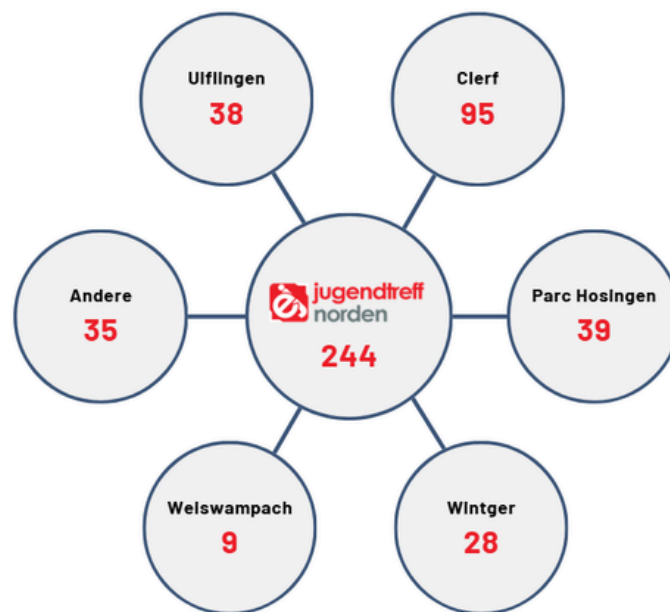 Ulflingen
38
Clerf
95
Andere
35
jugendtreff
norden
244
Parc Hosingen
39
Weiswampach
9
Wintger
28